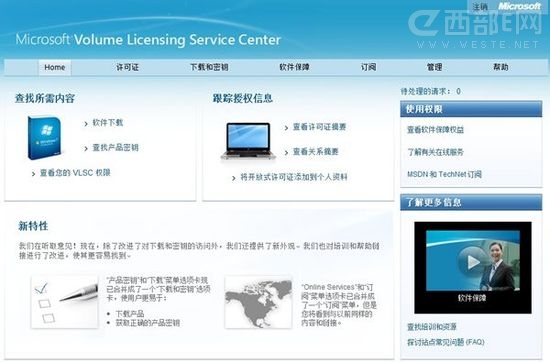 注销 Microsoft
西部E网
WWW.WESTE.NET
Microsoft Volume Licensing Service Center
Home 许可证 下载和密钥 软件保障 订阅 管理 帮助
查找所需内容
软件下载
查找产品密钥
查看您的 VLSC 权限
跟踪授权信息
查看许可证摘要
查看关系摘要
将开放式许可证添加到个人资料
待处理的请求: 0
使用权限
查看软件保障权益
了解有关在线服务
MSDN 和 TechNet 订阅
新特性
我们在听取意见！现在，除了改进了对下载和密钥的访问外，我们还提供了新外观。我们也对培训和帮助链
接进行了改进，使其更容易找到。
“产品密钥”和“下载”菜单选项卡现
已合并成了一个“下载和密钥”选项
卡，使用户更易于:
下载产品
获取正确的产品密钥
“Online Services”和“订
阅”菜单选项卡已合并成
了一个“订阅”菜单，但是
您将看到与以前同样的
内容和链接。
了解更多信息
软件保障
查找培训和资源
探讨站点常见问题 (FAQ)